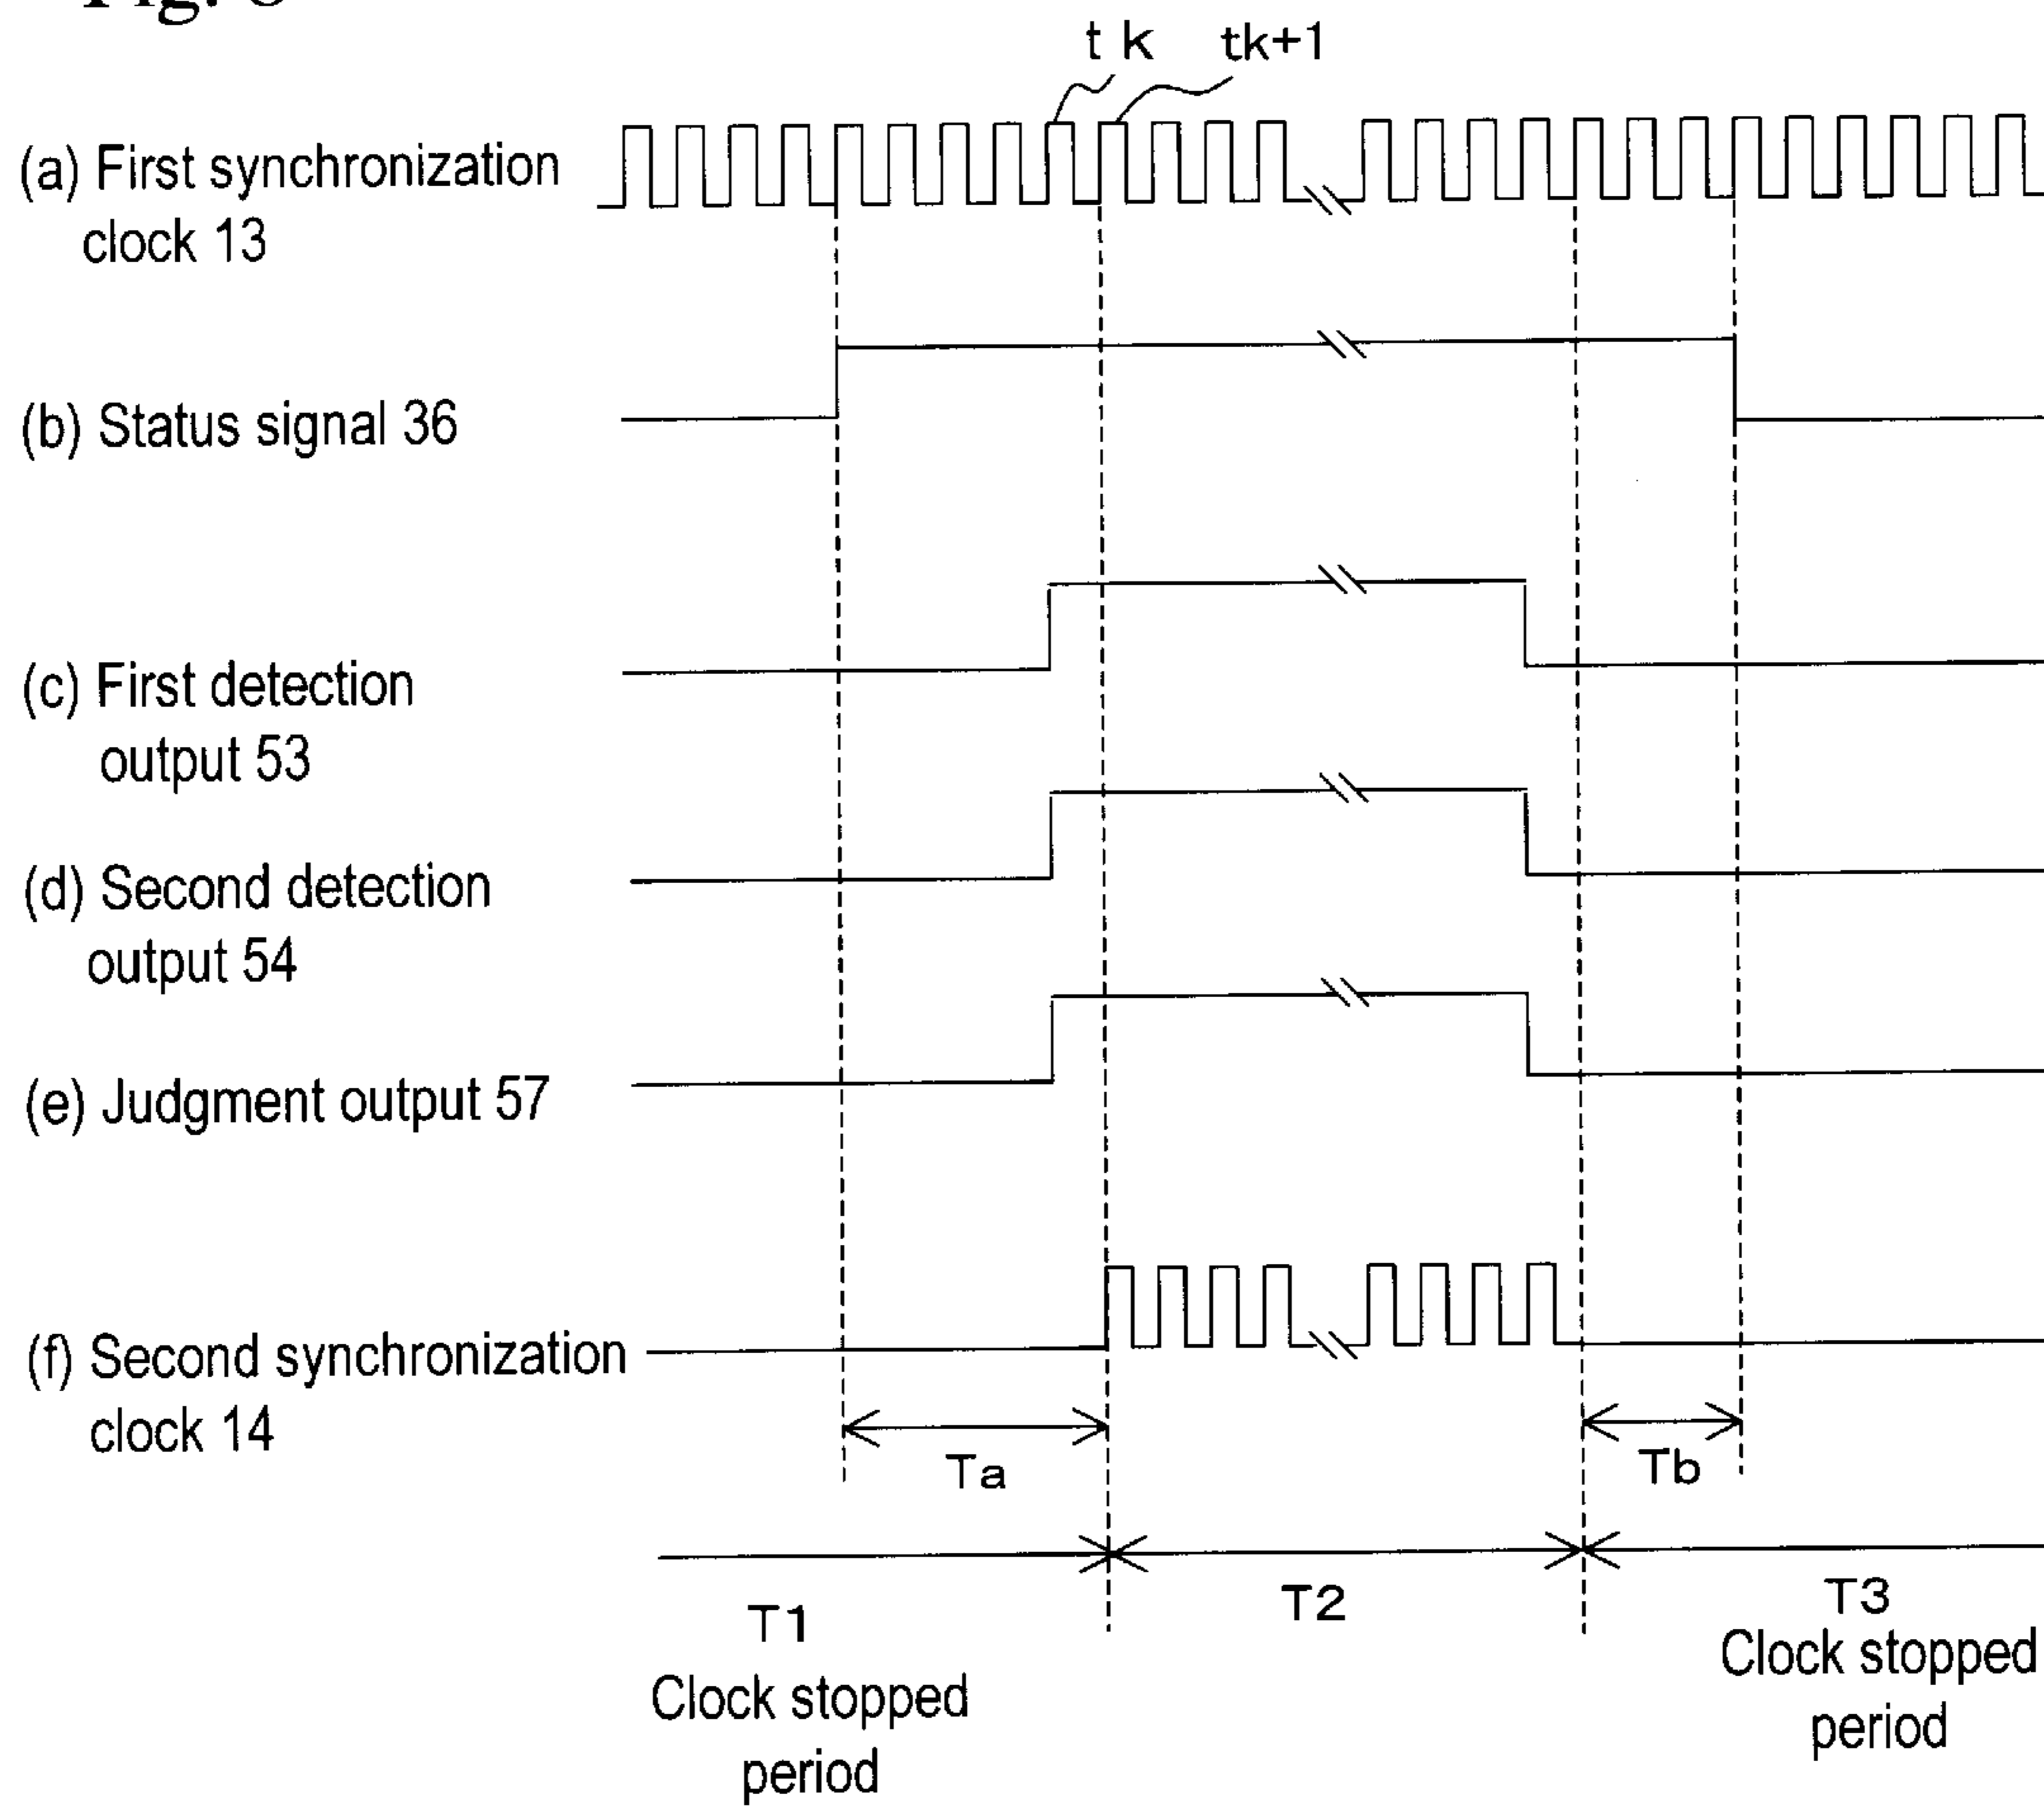 t k tk+1
(a) First synchronization
clock 13
(b) Status signal 36
(c) First detection
output 53
(d) Second detection
output 54
(e) Judgment output 57
(f) Second synchronization
clock 14
Ta
Tb
T1
Clock stopped
period
T2
T3
Clock stopped
period